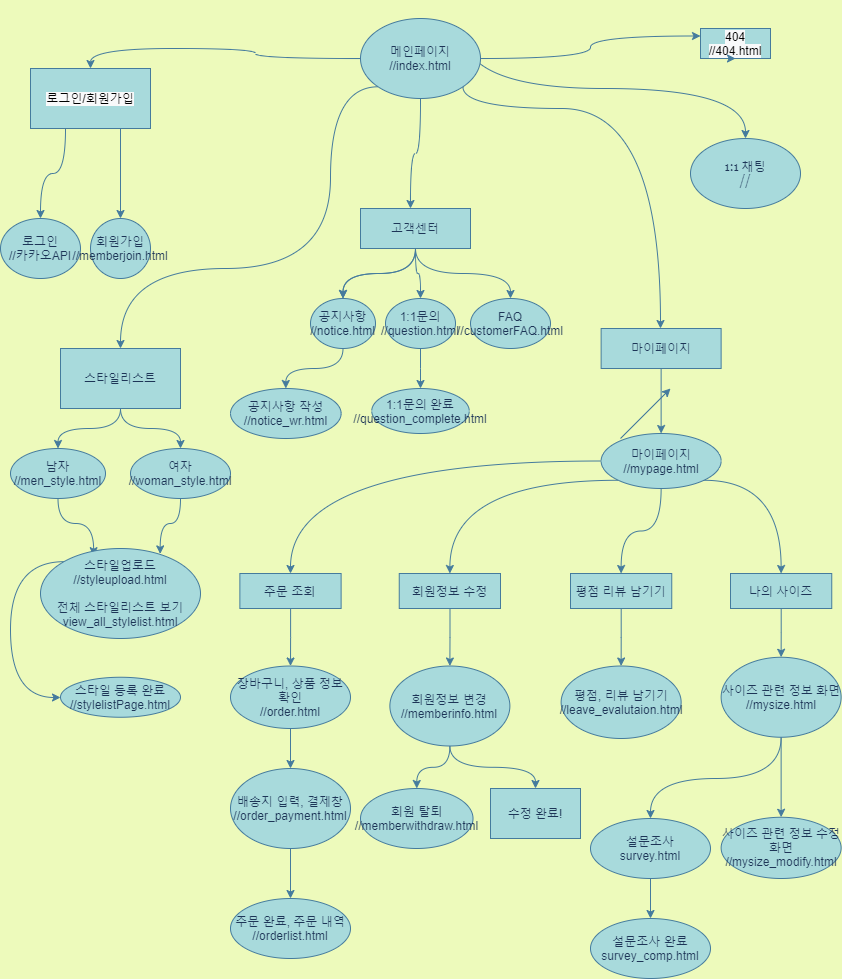 메인페이지
//index.html
404
//404.html
로그인/회원가입
1:1 채팅
//
로그인
//카카오API
회원가입
//memberjoin.html
고객센터
공지사항
//notice.html
1:1문의
//question.html
FAQ
//customerFAQ.html
마이페이지
스타일리스트
공지사항 작성
//notice_wr.html
1:1문의 완료
//question_complete.html
남자
//men_style.html
여자
//woman_style.html
마이페이지
//mypage.html
스타일업로드
//styleupload.html
전체 스타일리스트 보기
view_all_stylelist.html
주문 조회
회원정보 수정
평점 리뷰 남기기
나의 사이즈
스타일 등록 완료
//stylelistPage.html
장바구니, 상품 정보
확인
//order.html
회원정보 변경
//memberinfo.html
평점, 리뷰 남기기
//leave_evalutaion.html
사이즈 관련 정보 화면
//mysize.html
배송지 입력, 결제창
//order_payment.html
회원 탈퇴
//memberwithdraw.html
수정 완료!
설문조사
survey.html
사이즈 관련 정보 수정
화면
//mysize_modify.html
주문 완료, 주문 내역
//orderlist.html
설문조사 완료
survey_comp.html